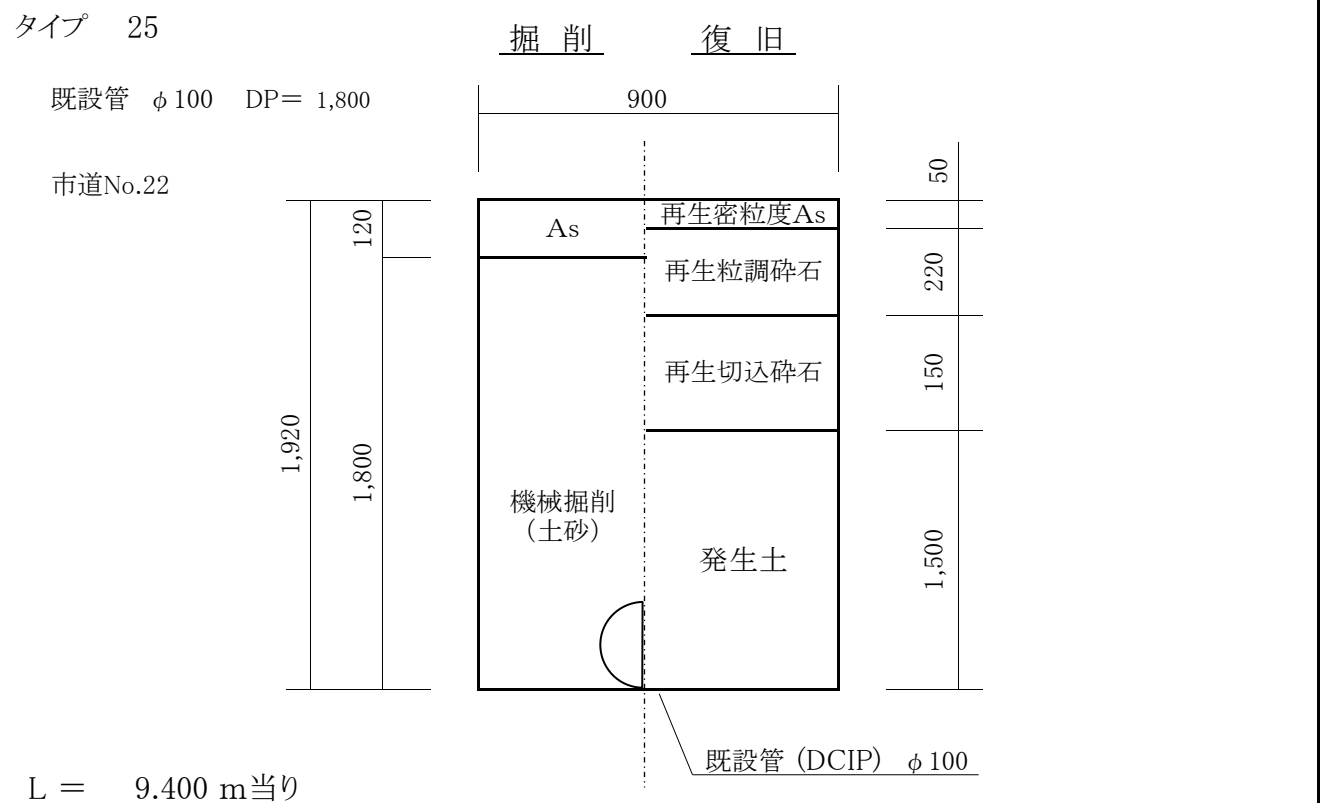 タイプ 25
掘 削 復 旧
既設管 φ100 DP＝ 1,800
900
市道No.22
50
120
As
再生密粒度As
再生粒調砕石
220
再生切込砕石
150
1,920
1,800
機械掘削
（土砂）
発生土
1,500
既設管 (DCIP) φ100
L ＝ 9.400 m当り